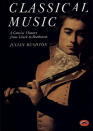 CLASSICAL
MUSIC
A Concise History
from Gluck to Beethoven
JULIAN RUSHTON